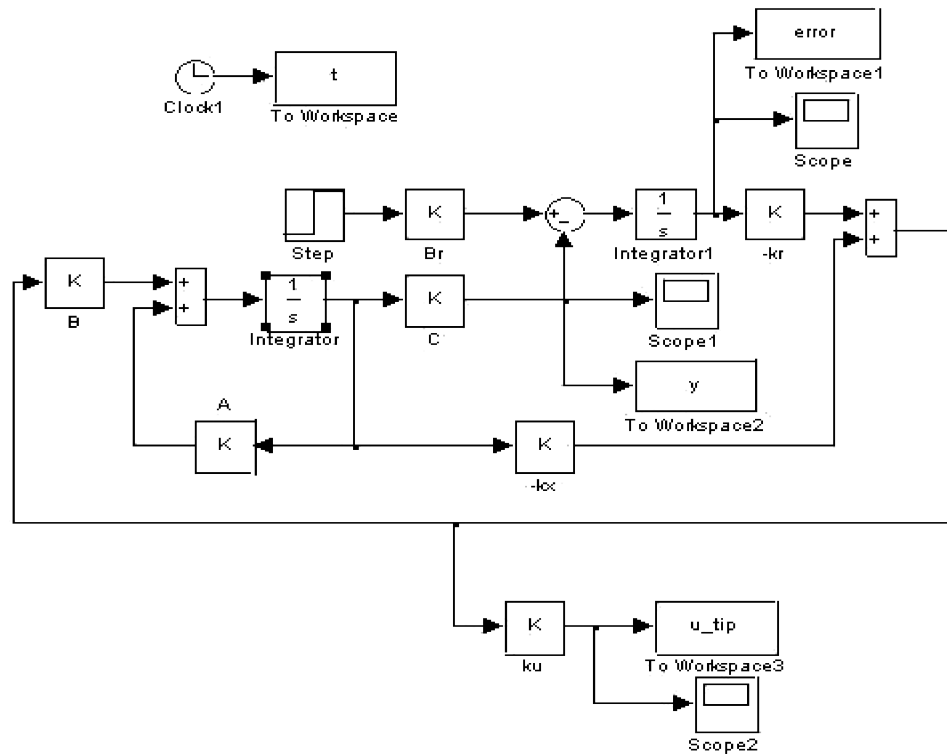 error
To Workspace1
t
Clock1
To Workspace
Scope
Step
K
Br
+
-
1
s
Integrator1
K
-kr
+
+
K
B
+
+
1
s
Integrator
K
C
Scope1
y
To Workspace2
A
K
K
-kx
K
ku
u_tip
To Workspace3
Scope2